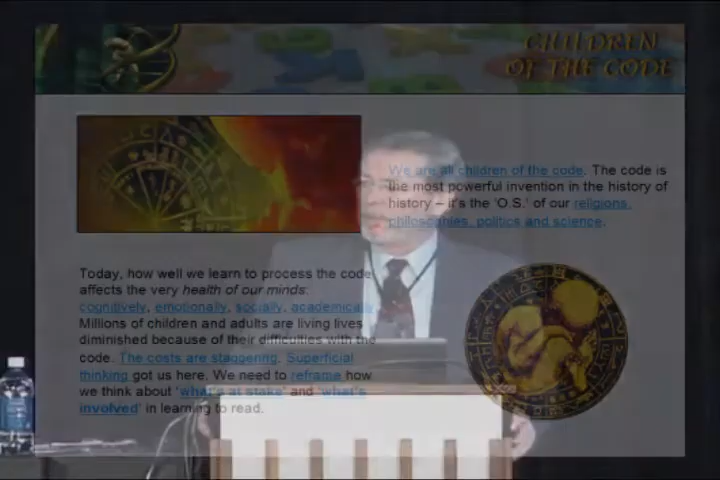 CHILDREN
OF THE CODE
We are all children of the code. The code is
the most powerful invention in the history of
history – it's the 'O.S.' of our religions,
philosophies, politics and science.
Today, how well we learn to process the code
affects the very health of our minds:
cognitively, emotionally, socially, academically.
Millions of children and adults are living lives
diminished because of their difficulties with the
code. The costs are staggering. Superficial
thinking got us here. We need to reframe how
we think about 'what's at stake' and 'what's
involved' in learning to read.